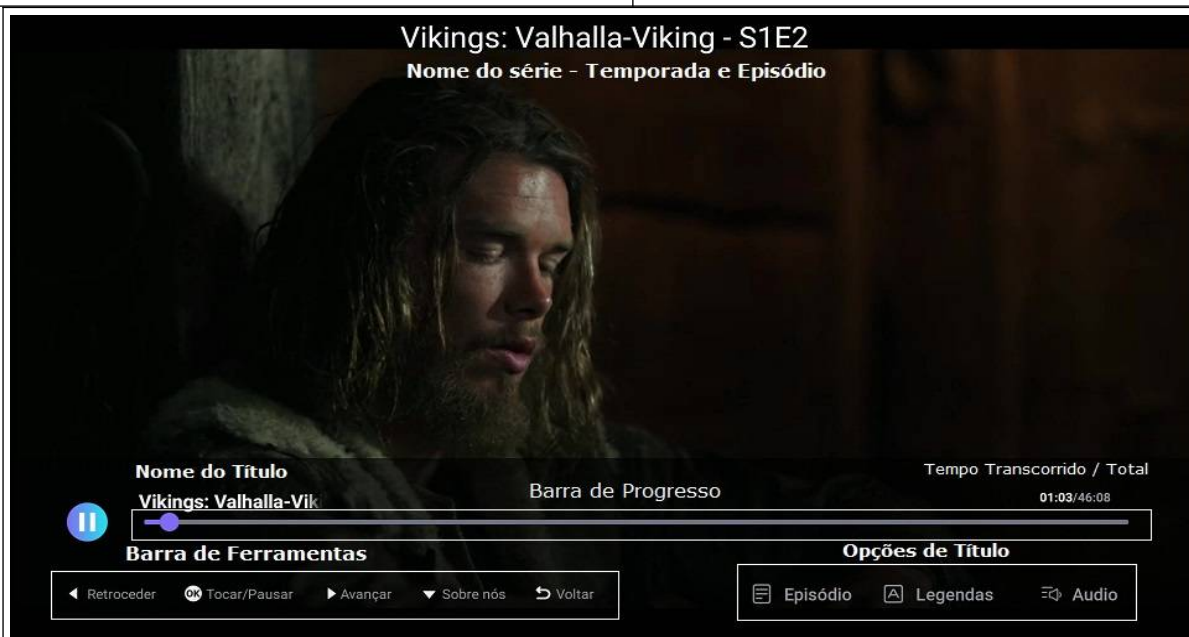 Vikings: Valhalla-Viking - S1E2
Nome do série - Temporada e Episódio
Nome do Título
Tempo Transcorrido / Total
Vikings: Valhalla-Vik
Barra de Progresso
01:03/46:08
Barra de Ferramentas
Opções de Título
Retroceder OK Tocar/Pausar Avançar Sobre nós Voltar
Episódio A Legendas Audio